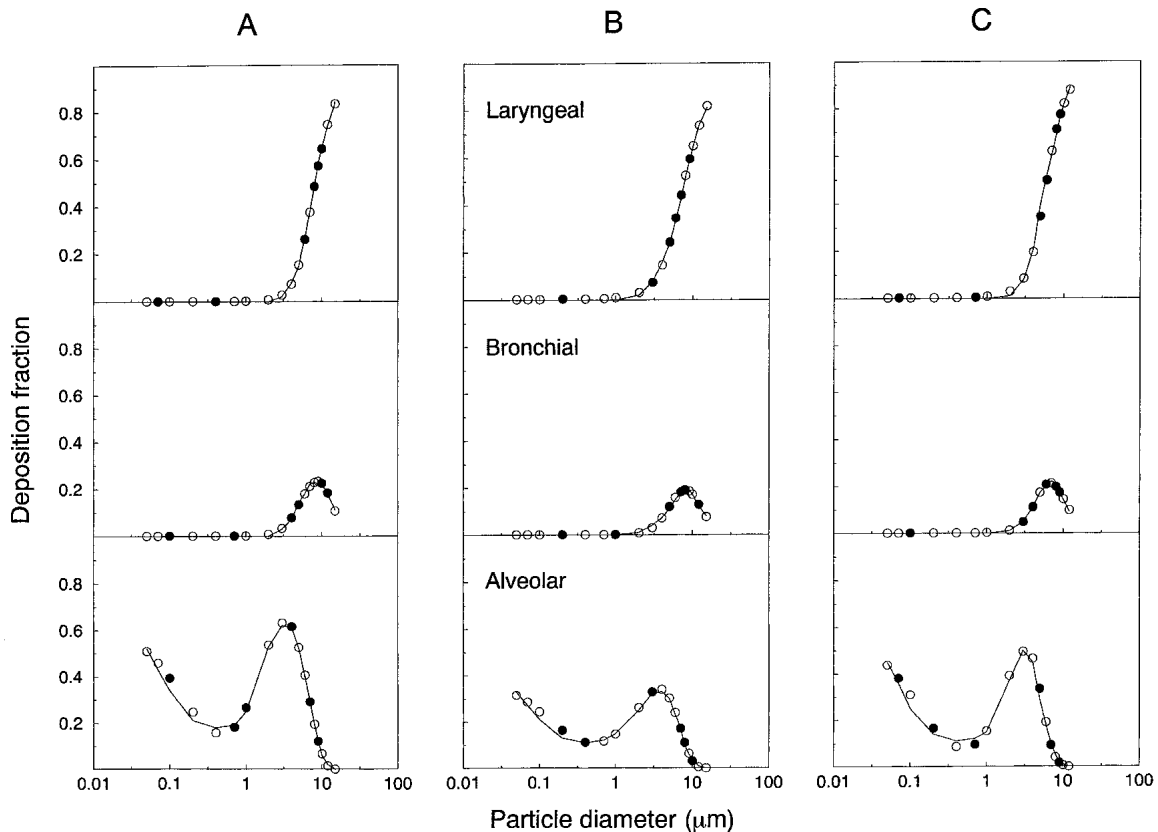 A B C
Deposition fraction
0.8 Laryngeal
0.6
0.4
0.2
0.8 Bronchial
0.6
0.4
0.2
0.8 Alveolar
0.6
0.4
0.2
0.01 0.1 1 10 100 0.01 0.1 1 10 100 0.01 0.1 1 10 100
Particle diameter (μm)